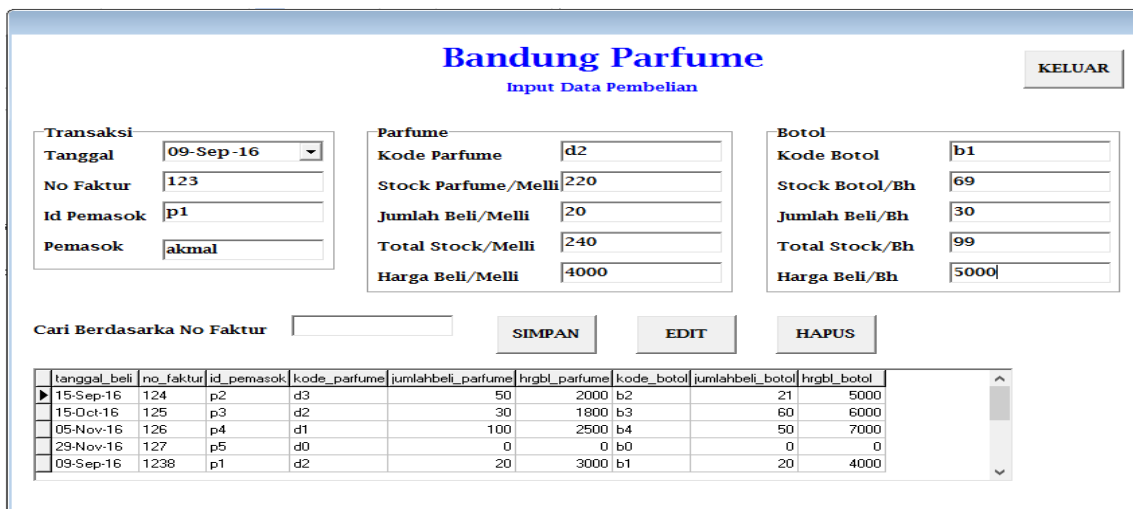 Bandung Parfume
KELUAR
Input Data Pembelian
Transaksi
Tanggal 09-Sep-16
No Faktur 123
Id Pemasok p1
Pemasok akmal
Parfume
Kode Parfume d2
Stock Parfume/Melli 220
Jumlah Beli/Melli 20
Total Stock/Melli 240
Harga Beli/Melli 4000
Botol
Kode Botol b1
Stock Botol/Bh 69
Jumlah Beli/Bh 30
Total Stock/Bh 99
Harga Beli/Bh 5000
Cari Berdasarka No Faktur SIMPAN EDIT HAPUS
tanggal_beli no_faktur id_pemasok kode_parfume jumlahbeli_parfume hrgbl_parfume kode_botol jumlahbeli_botol hrgbl_botol
15-Sep-16 124 p2 d3 50 2000 b2 21 5000
15-Oct-16 125 p3 d2 30 1800 b3 60 6000
05-Nov-16 126 p4 d1 100 2500 b4 50 7000
29-Nov-16 127 p5 d0 0 0 b0 0 0
09-Sep-16 1238 p1 d2 20 3000 b1 20 4000